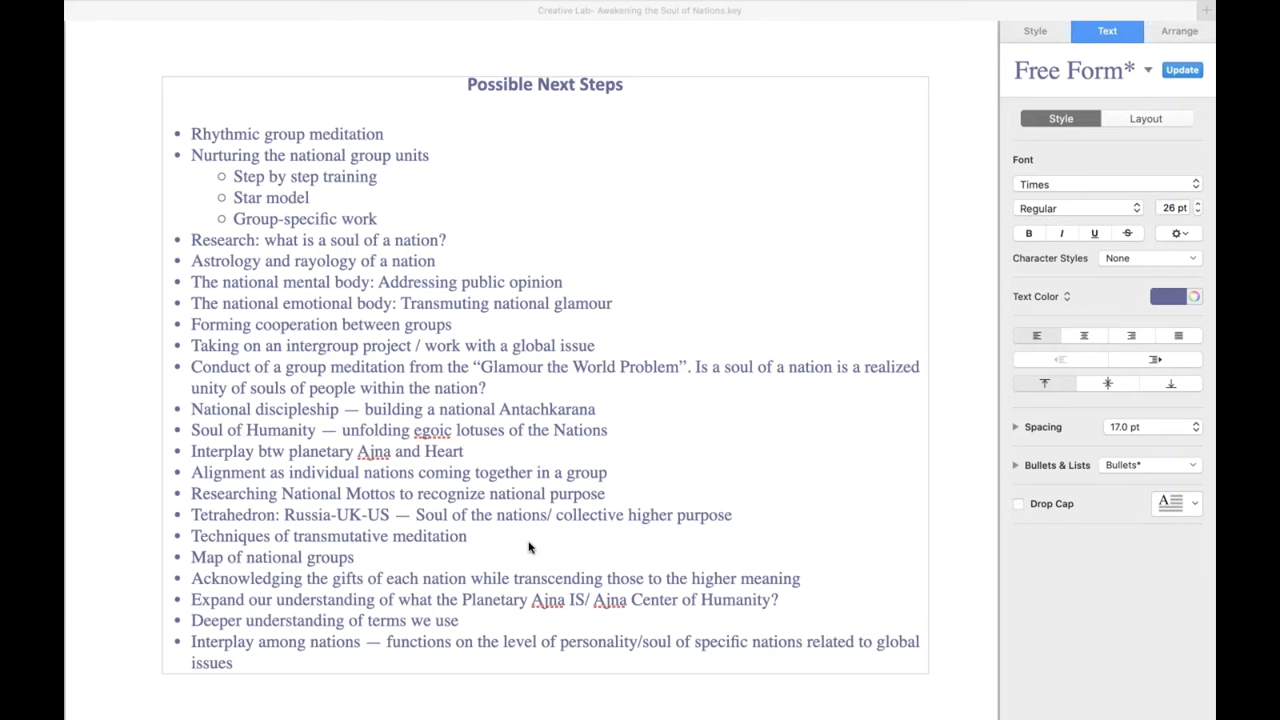 Creative Lab- Awakening the Soul of Nations.key
Style
Text
Arrange
Free Form*
Update
Style
Layout
Font
Times
Regular
26 pt
B
I
U
S
Character Styles
None
Text Color
Spacing
17.0 pt
Bullets & Lists
Bullets*
Drop Cap
A
Possible Next Steps
• Rhythmic group meditation
• Nurturing the national group units
○ Step by step training
○ Star model
○ Group-specific work
• Research: what is a soul of a nation?
• Astrology and rayology of a nation
• The national mental body: Addressing public opinion
• The national emotional body: Transmuting national glamour
• Forming cooperation between groups
• Taking on an intergroup project / work with a global issue
• Conduct of a group meditation from the “Glamour the World Problem”. Is a soul of a nation is a realized
unity of souls of people within the nation?
• National discipleship — building a national Antachkarana
• Soul of Humanity — unfolding egoic lotuses of the Nations
• Interplay btw planetary Ajna and Heart
• Alignment as individual nations coming together in a group
• Researching National Mottos to recognize national purpose
• Tetrahedron: Russia-UK-US — Soul of the nations/ collective higher purpose
• Techniques of transmutative meditation
• Map of national groups
• Acknowledging the gifts of each nation while transcending those to the higher meaning
• Expand our understanding of what the Planetary Ajna IS/ Ajna Center of Humanity?
• Deeper understanding of terms we use
• Interplay among nations — functions on the level of personality/soul of specific nations related to global
issues